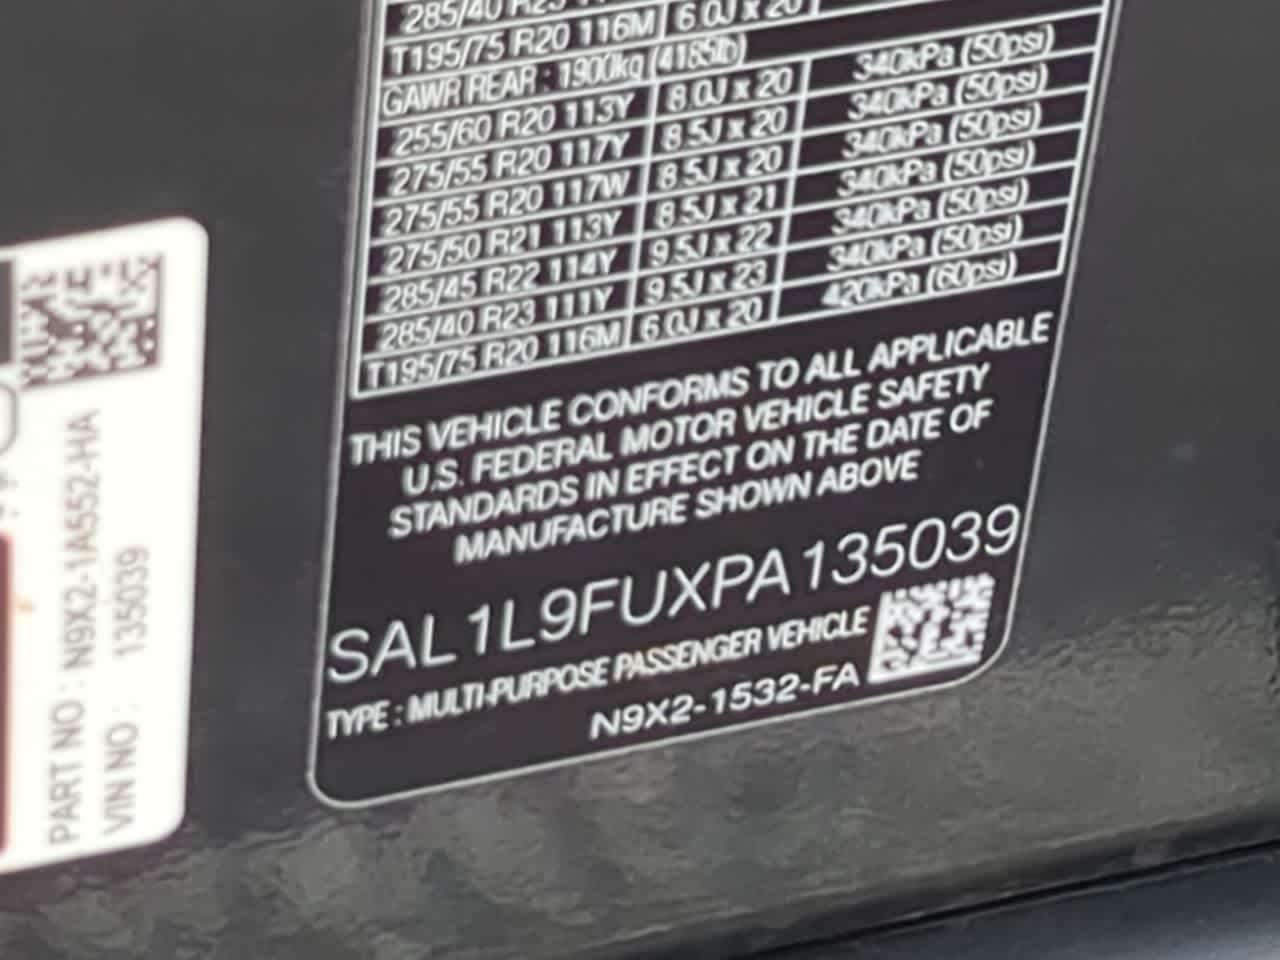 285/40 R23
T195/75 R20 116M 6.0J x 20
GAWR REAR : 1900kg (4185lb)
255/60 R20 113Y 8.0J x 20 340kPa (50psi)
275/55 R20 117Y 8.5J x 20 340kPa (50psi)
275/55 R20 117W 8.5J x 20 340kPa (50psi)
275/50 R21 113Y 8.5J x 21 340kPa (50psi)
285/45 R22 114Y 9.5J x 22 340kPa (50psi)
285/40 R23 111Y 9.5J x 23 340kPa (50psi)
T195/75 R20 116M 6.0J x 20 420kPa (60psi)
THIS VEHICLE CONFORMS TO ALL APPLICABLE
U.S. FEDERAL MOTOR VEHICLE SAFETY
STANDARDS IN EFFECT ON THE DATE OF
MANUFACTURE SHOWN ABOVE
SAL1L9FUXPA135039
TYPE : MULTI-PURPOSE PASSENGER VEHICLE
N9X2-1532-FA
PART NO : N9X2-1A552-HA
VIN NO : 135039